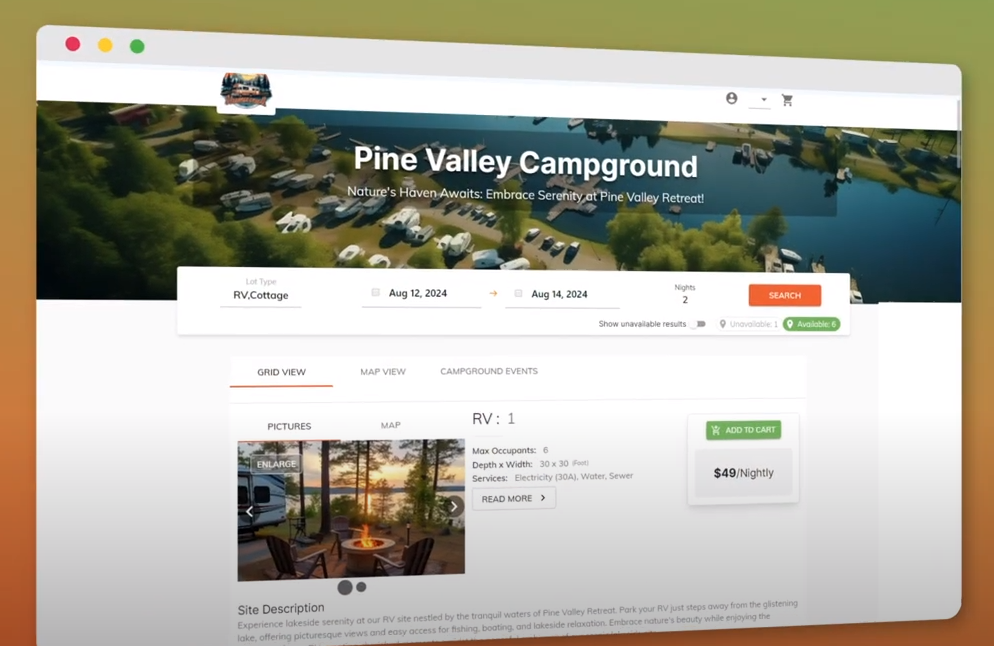 Pine Valley Campground
Nature's Haven Awaits: Embrace Serenity at Pine Valley Retreat!
Lot Type
RV,Cottage
Aug 12, 2024
Aug 14, 2024
Nights
2
SEARCH
Show unavailable results
Unavailable: 1
Available: 6
GRID VIEW
MAP VIEW
CAMPGROUND EVENTS
PICTURES
MAP
ENLARGE
RV : 1
Max Occupants: 6
Depth x Width: 30 x 30 (Feet)
Services: Electricity (30A), Water, Sewer
READ MORE
ADD TO CART
$49/Nightly
Site Description
Experience lakeside serenity at our RV site nestled by the tranquil waters of Pine Valley Retreat. Park your RV just steps away from the glistening
lake, offering picturesque views and easy access for fishing, boating, and lakeside relaxation. Embrace nature's beauty while enjoying the